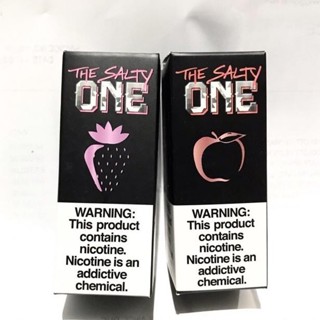 THE SALTY
ONE
WARNING:
This product
contains
nicotine.
Nicotine is an
addictive
chemical.
THE SALTY
ONE
WARNING:
This product
contains
nicotine.
Nicotine is an
addictive
chemical.